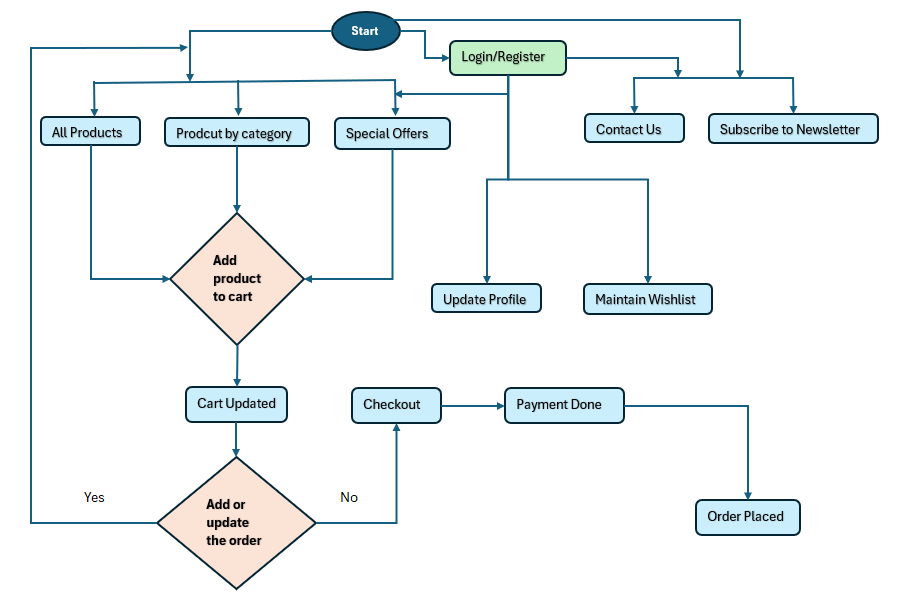 Start
Login/Register
All Products
Prodcut by category
Special Offers
Contact Us
Subscribe to Newsletter
Add
product
to cart
Update Profile
Maintain Wishlist
Cart Updated
Checkout
Payment Done
Yes
No
Add or
update
the order
Order Placed